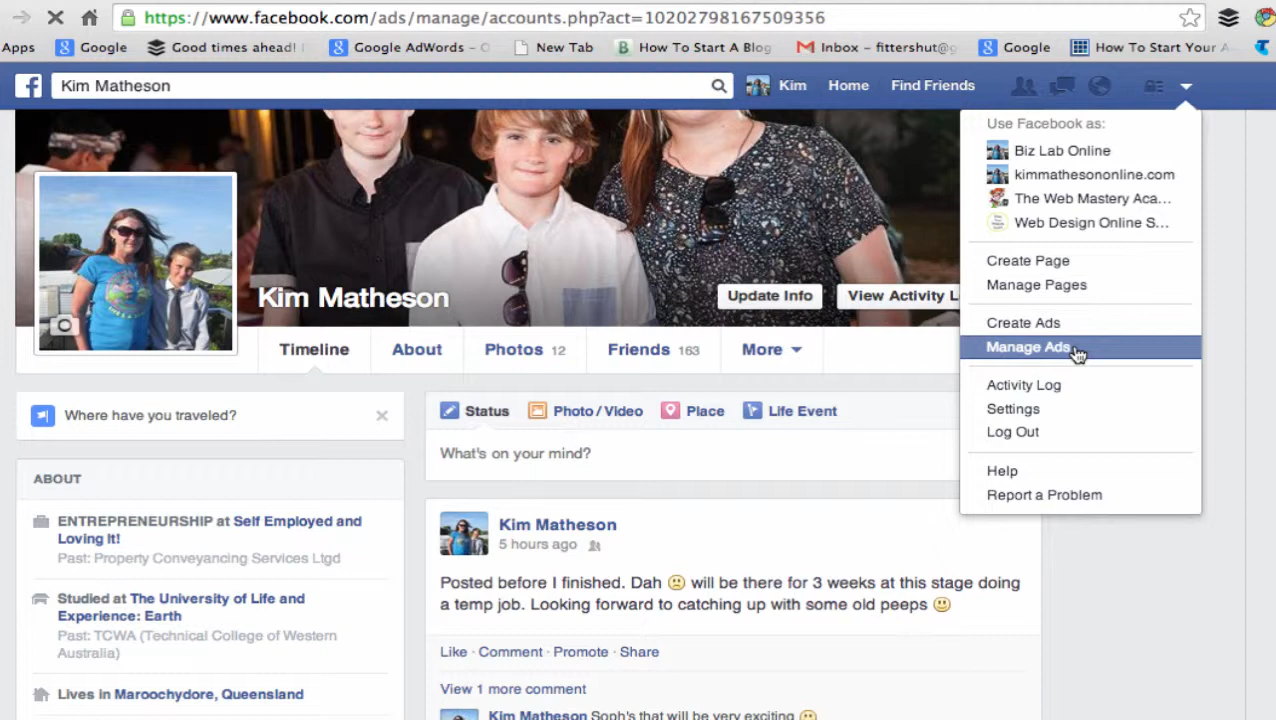 https://www.facebook.com/ads/manage/accounts.php?act=10202798167509356
Apps Google Good times ahead! Google AdWords - New Tab How To Start A Blog Inbox - fittershut@g Google How To Start Your
Kim Matheson
Kim Home Find Friends
Use Facebook as:
Biz Lab Online
kimmathesononline.com
The Web Mastery Aca...
Web Design Online S...
Create Page
Manage Pages
Create Ads
Manage Ads
Activity Log
Settings
Log Out
Help
Report a Problem
Kim Matheson
Update Info View Activity L
Timeline About Photos 12 Friends 163 More
Where have you traveled?
ABOUT
ENTREPRENEURSHIP at Self Employed and
Loving It!
Past: Property Conveyancing Services Ltgd
Studied at The University of Life and
Experience: Earth
Past: TCWA (Technical College of Western
Australia)
Lives in Maroochydore, Queensland
Status Photo / Video Place Life Event
What's on your mind?
Kim Matheson
5 hours ago
Posted before I finished. Dah will be there for 3 weeks at this stage doing
a temp job. Looking forward to catching up with some old peeps
Like · Comment · Promote · Share
View 1 more comment
Kim Matheson Soph's that will be very exciting